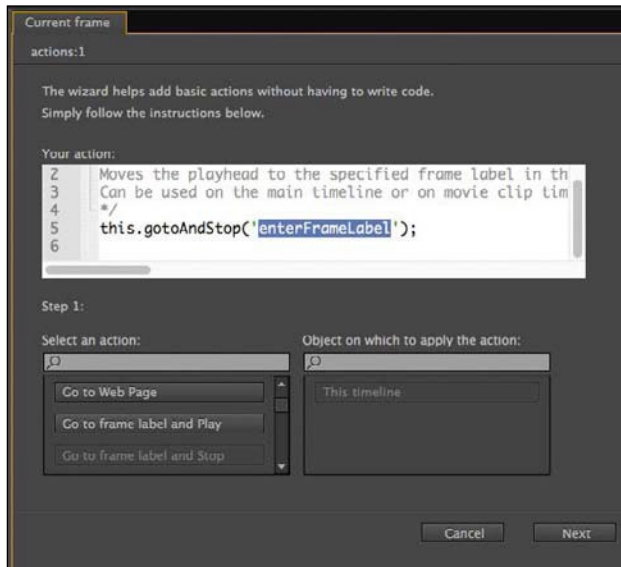 Current frame
actions:1
The wizard helps add basic actions without having to write code.
Simply follow the instructions below.
Your action:
2 Moves the playhead to the specified frame label in th
3 Can be used on the main timeline or on movie clip tim
4 */
5 this.gotoAndStop('enterFrameLabel');
6
Step 1:
Select an action:
Object on which to apply the action:
Go to Web Page
This timeline
Go to frame label and Play
Go to frame label and Stop
Cancel
Next